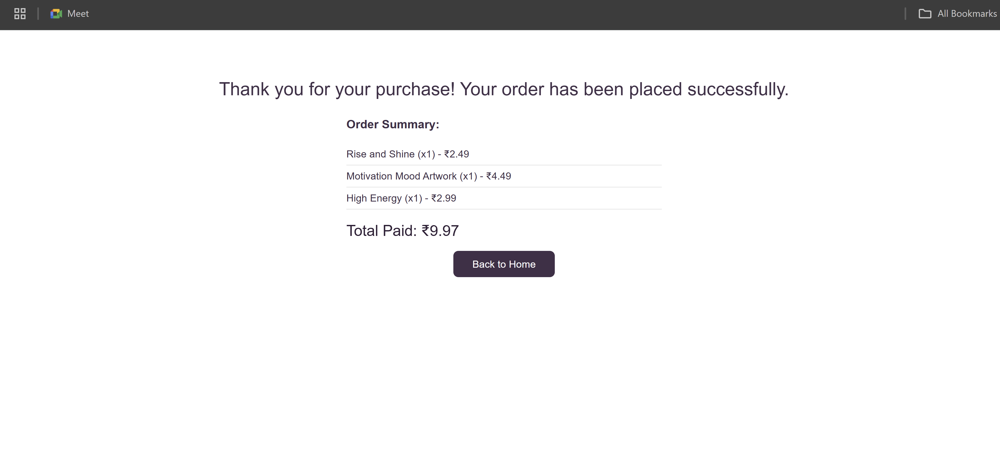 Meet
All Bookmarks
Thank you for your purchase! Your order has been placed successfully.
Order Summary:
Rise and Shine (x1) - ₹2.49
Motivation Mood Artwork (x1) - ₹4.49
High Energy (x1) - ₹2.99
Total Paid: ₹9.97
Back to Home